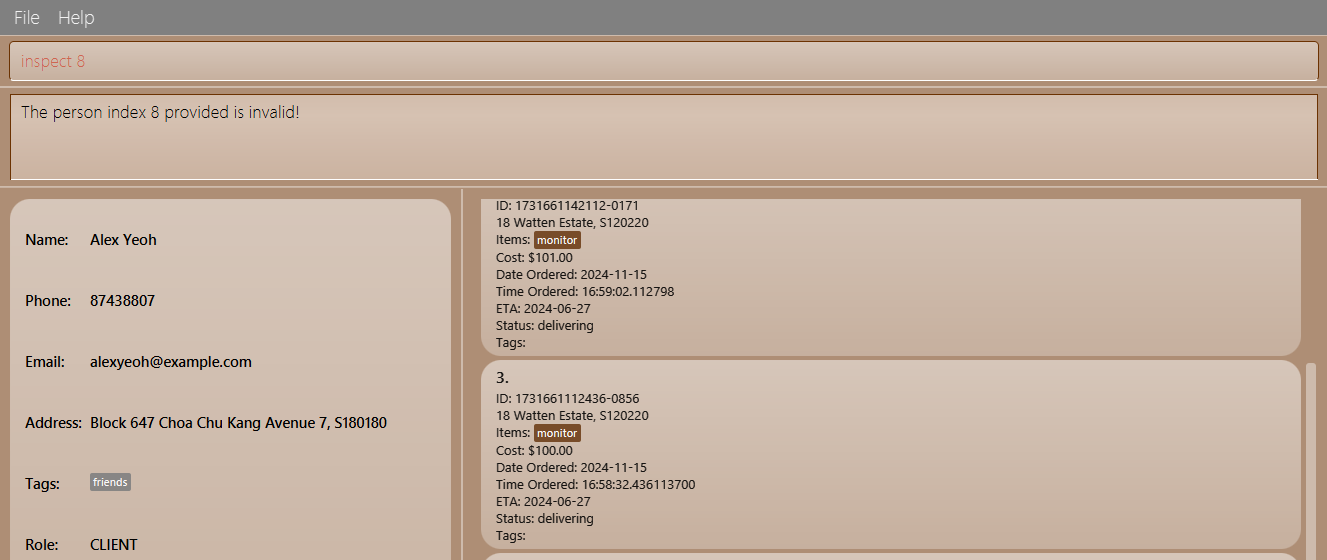 File Help
inspect 8
The person index 8 provided is invalid!
Name: Alex Yeoh
Phone: 87438807
Email: alexyeoh@example.com
Address: Block 647 Choa Chu Kang Avenue 7, S180180
Tags: friends
Role: CLIENT
ID: 1731661142112-0171
18 Watten Estate, S120220
Items: monitor
Cost: $101.00
Date Ordered: 2024-11-15
Time Ordered: 16:59:02.112798
ETA: 2024-06-27
Status: delivering
Tags:
3.
ID: 1731661112436-0856
18 Watten Estate, S120220
Items: monitor
Cost: $100.00
Date Ordered: 2024-11-15
Time Ordered: 16:58:32.436113700
ETA: 2024-06-27
Status: delivering
Tags: